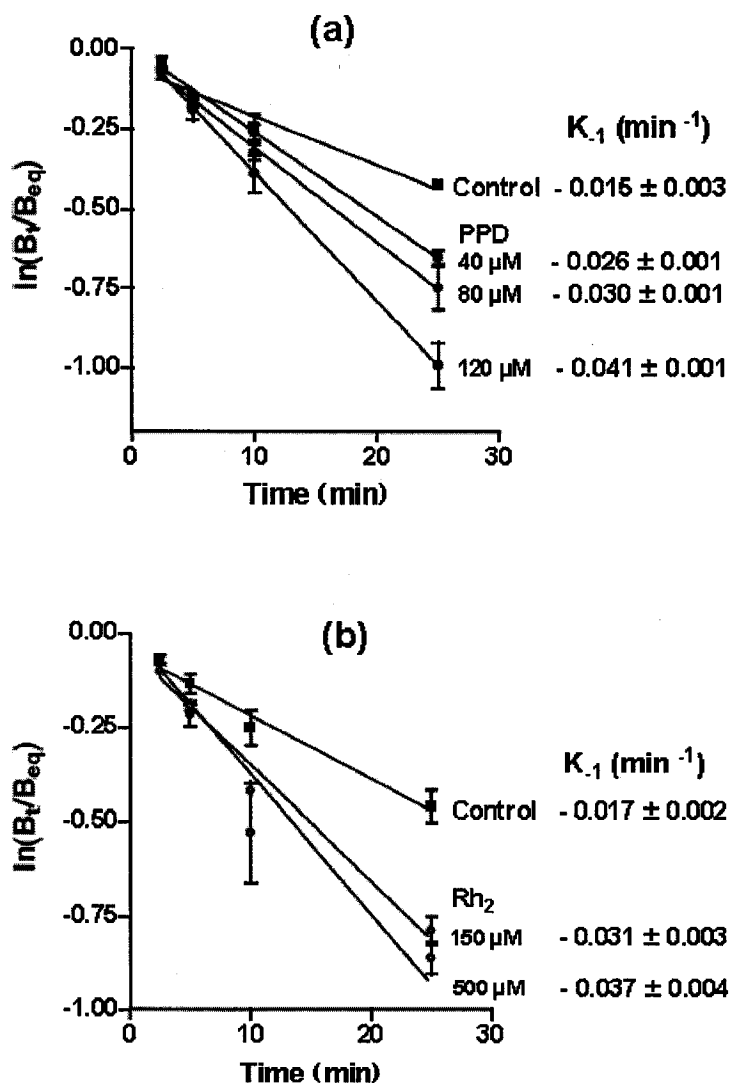 (a)
0.00
-0.25
-0.50
-0.75
-1.00
ln(Bt/Beq)
0 10 20 30
Time (min)
K-1 (min -1)
Control - 0.015 ± 0.003
PPD
40 µM - 0.026 ± 0.001
80 µM - 0.030 ± 0.001
120 µM - 0.041 ± 0.001
(b)
0.00
-0.25
-0.50
-0.75
-1.00
ln(Bt/Beq)
0 10 20 30
Time (min)
K-1 (min -1)
Control - 0.017 ± 0.002
Rh2
150 µM - 0.031 ± 0.003
500 µM - 0.037 ± 0.004